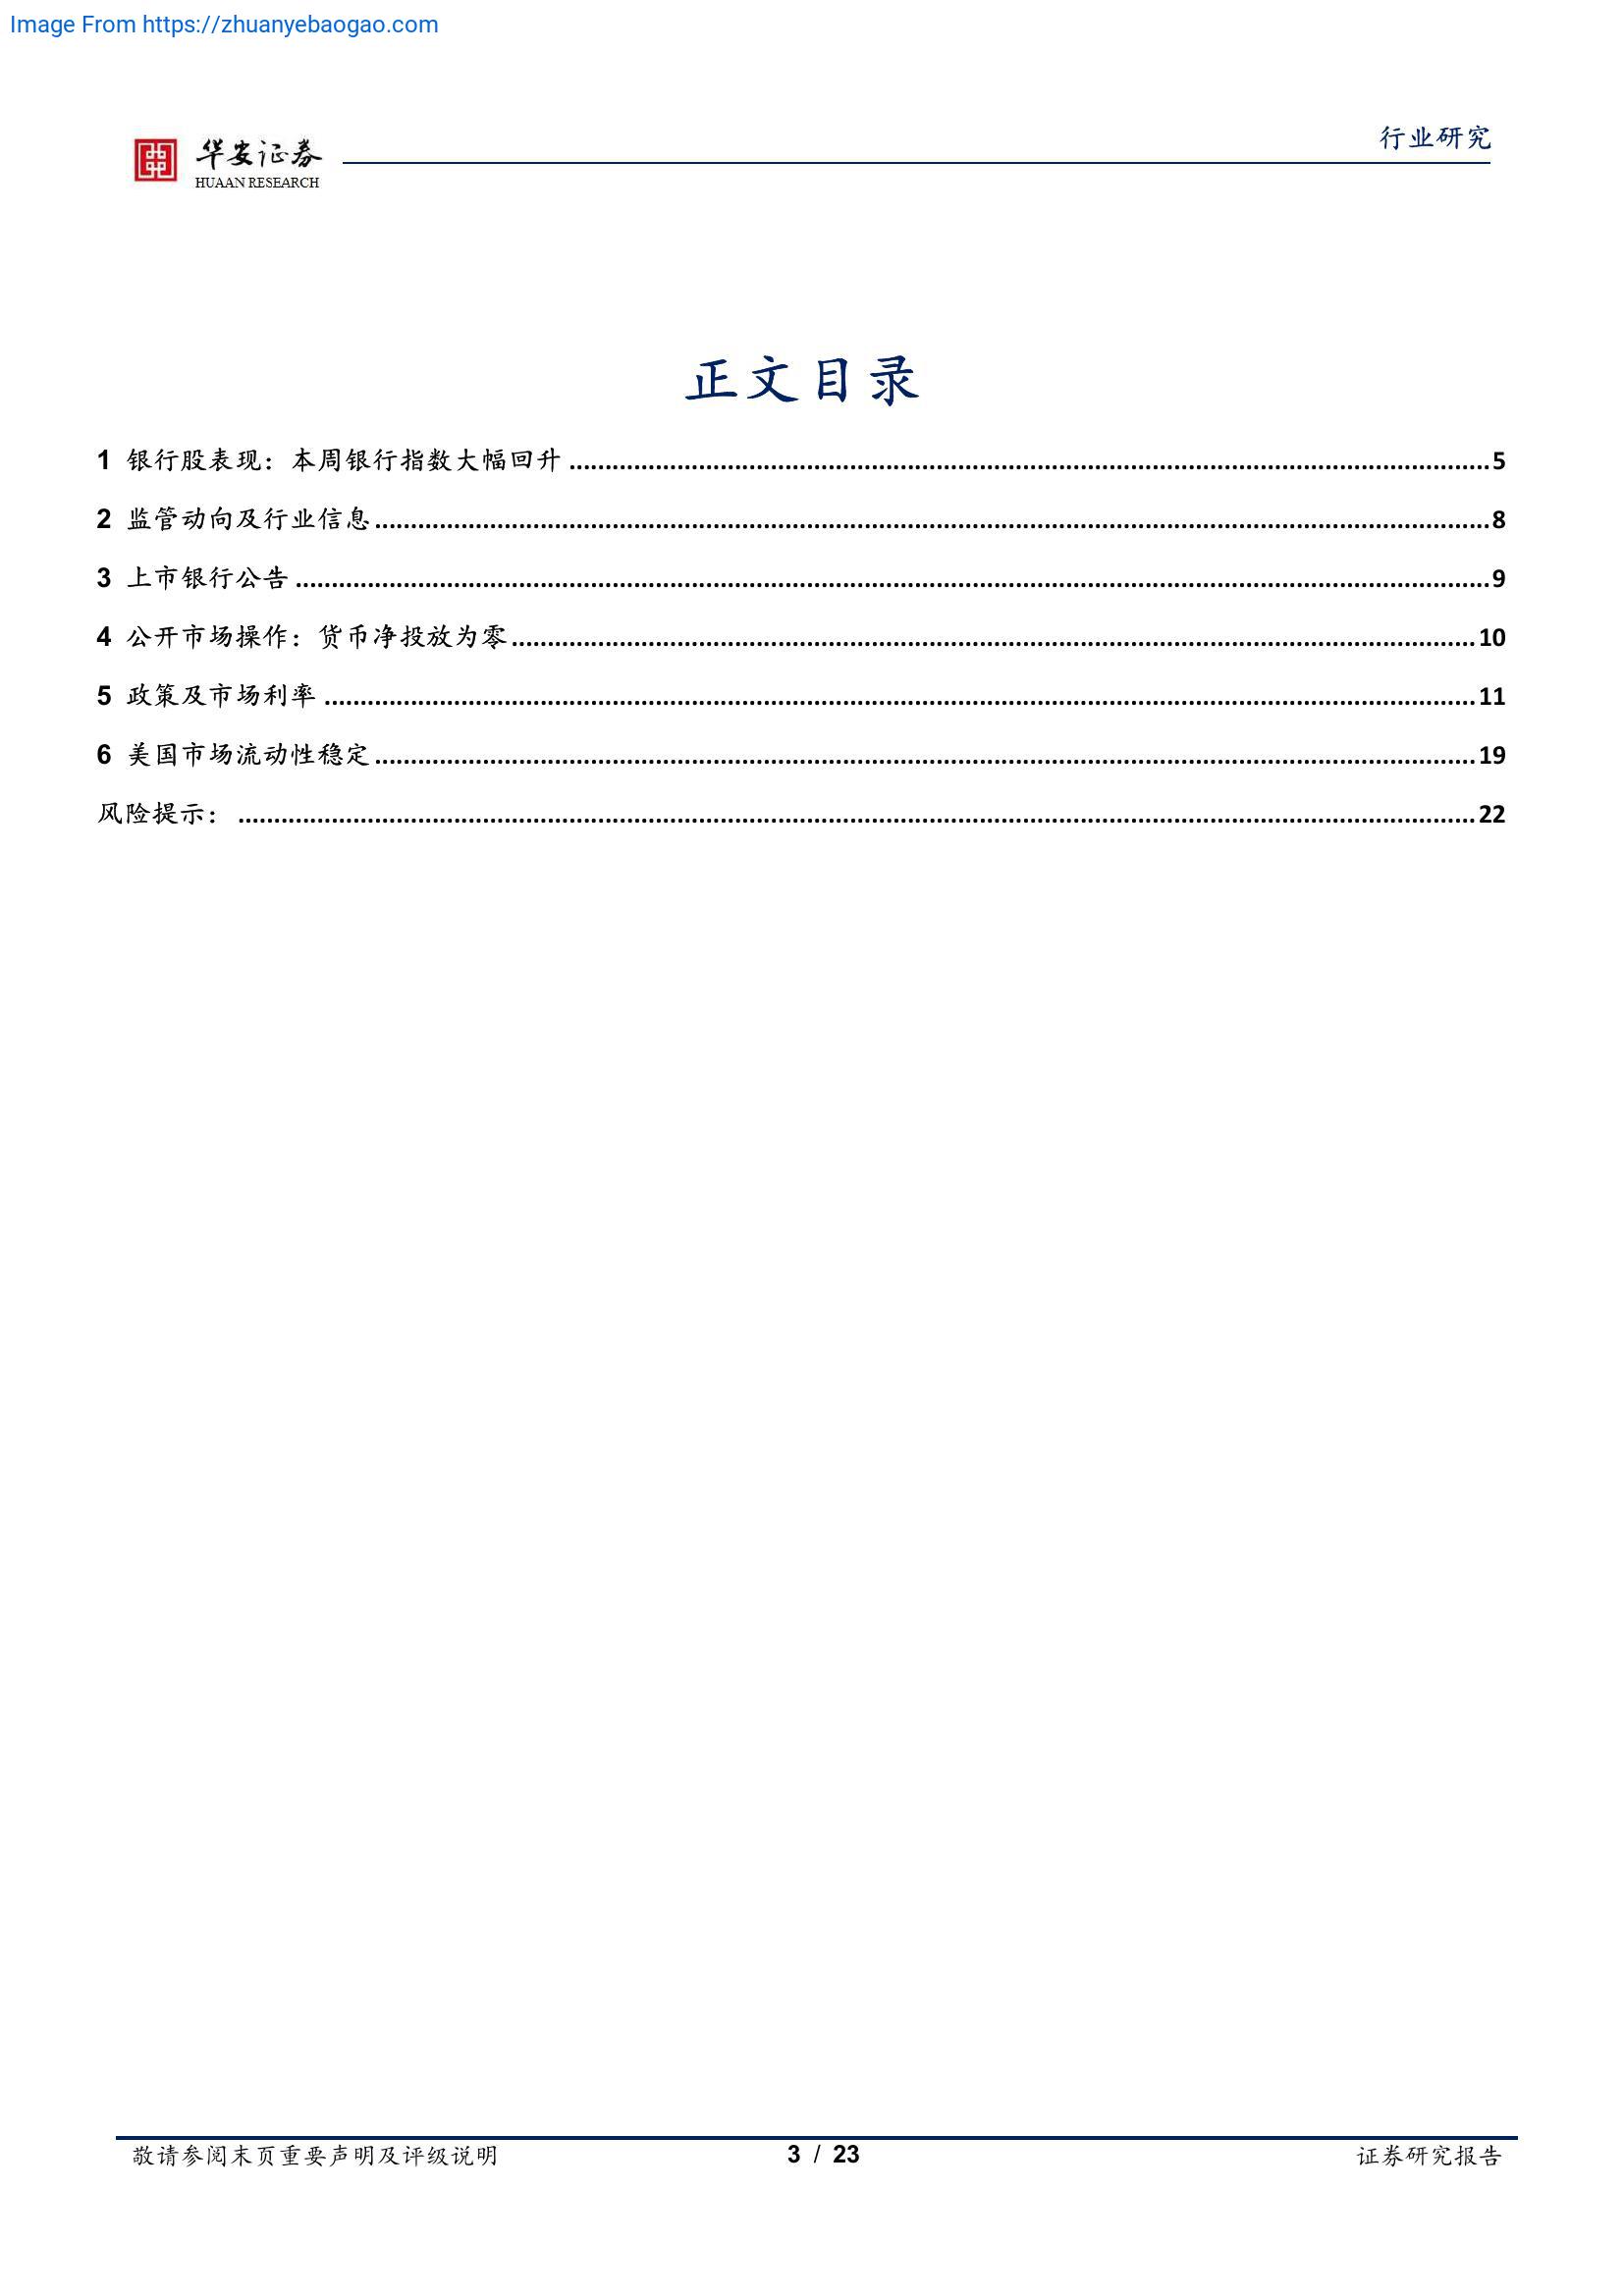 Image From https://zhuanyebaogao.com
行业研究
华安证券
HUAAN RESEARCH
正文目录
1 银行股表现：本周银行指数大幅回升 ........................................ 5
2 监管动向及行业信息 ........................................ 8
3 上市银行公告 ........................................ 9
4 公开市场操作：货币净投放为零 ........................................ 10
5 政策及市场利率 ........................................ 11
6 美国市场流动性稳定 ........................................ 19
风险提示： ........................................ 22
敬请参阅末页重要声明及评级说明 3 / 23 证券研究报告